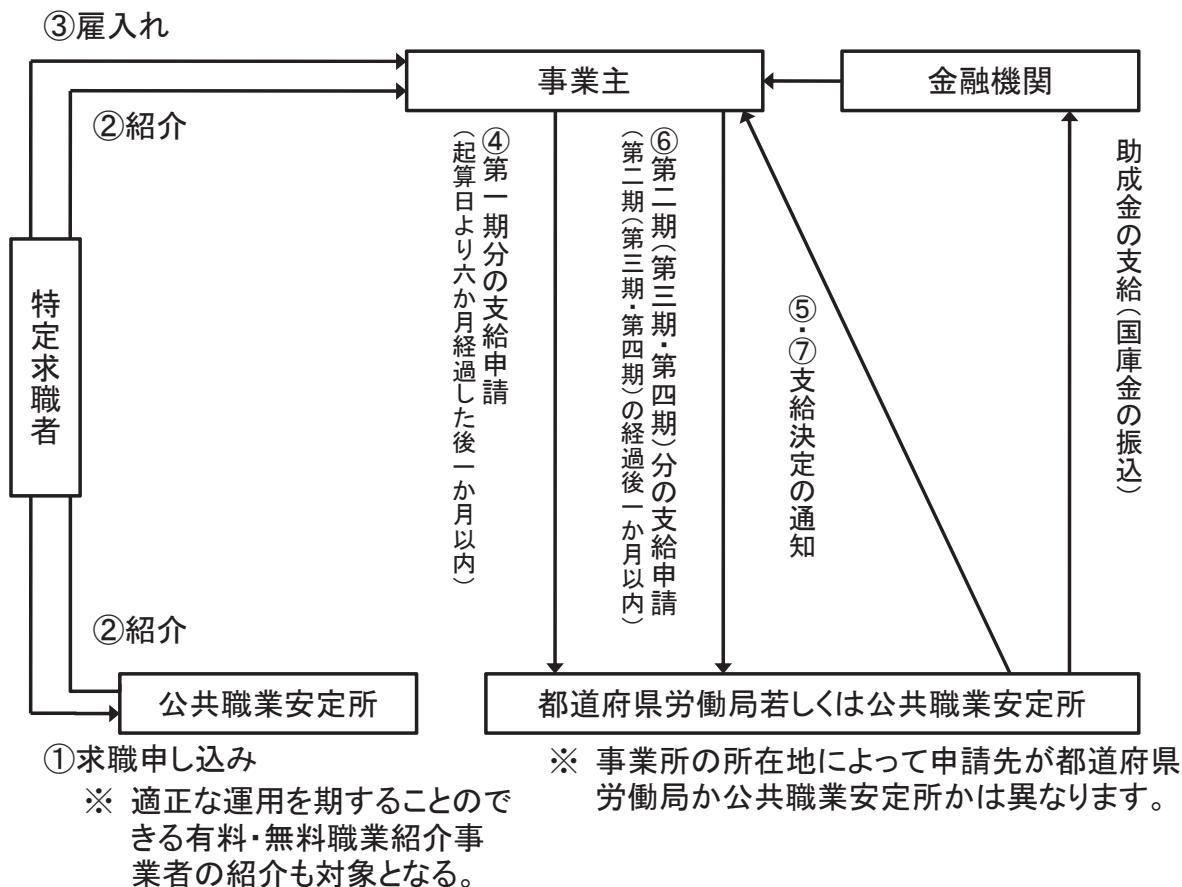 ③雇入れ
事業主
金融機関
②紹介
④第一期分の支給申請
(起算日より六か月経過した後一か月以内)
⑥第二期(第三期・第四期)分の支給申請
(第二期(第三期・第四期)の経過後一か月以内)
⑤・⑦支給決定の通知
助成金の支給(国庫金の振込)
特定求職者
②紹介
公共職業安定所
都道府県労働局若しくは公共職業安定所
①求職申し込み
※ 適正な運用を期することので
きる有料・無料職業紹介事
業者の紹介も対象となる。
※ 事業所の所在地によって申請先が都道府県
労働局か公共職業安定所かは異なります。